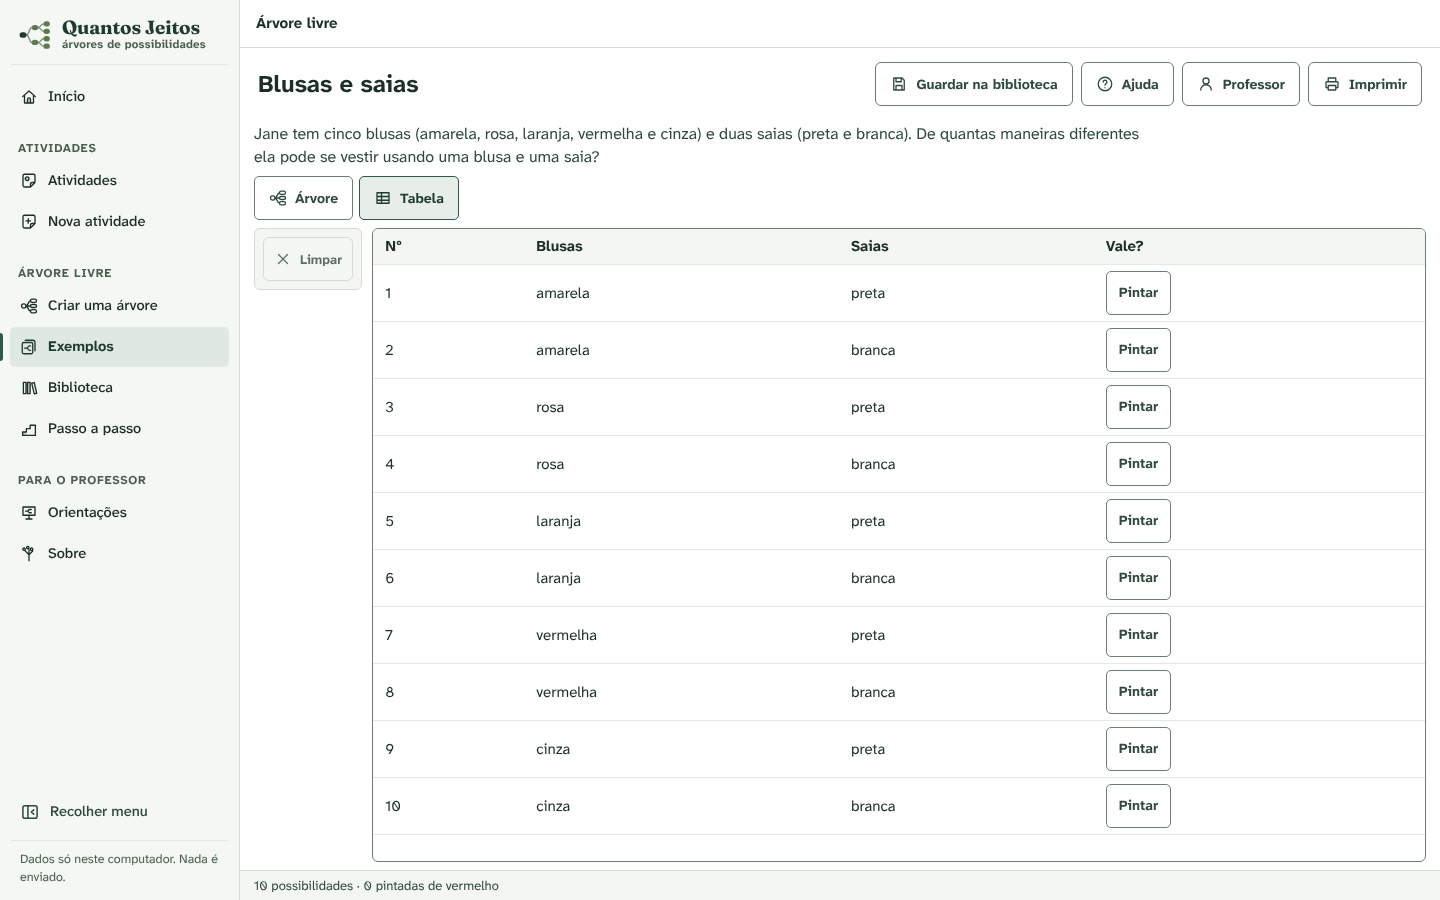 Quantos Jeitos
árvores de possibilidades
Início
ATIVIDADES
Atividades
Nova atividade
ÁRVORE LIVRE
Criar uma árvore
Exemplos
Biblioteca
Passo a passo
PARA O PROFESSOR
Orientações
Sobre
Recolher menu
Dados só neste computador. Nada é
enviado.
Árvore livre
Blusas e saias
Guardar na biblioteca
Ajuda
Professor
Imprimir
Jane tem cinco blusas (amarela, rosa, laranja, vermelha e cinza) e duas saias (preta e branca). De quantas maneiras diferentes
ela pode se vestir usando uma blusa e uma saia?
Árvore
Tabela
Limpar
Nº Blusas Saias Vale?
1 amarela preta Pintar
2 amarela branca Pintar
3 rosa preta Pintar
4 rosa branca Pintar
5 laranja preta Pintar
6 laranja branca Pintar
7 vermelha preta Pintar
8 vermelha branca Pintar
9 cinza preta Pintar
10 cinza branca Pintar
10 possibilidades · 0 pintadas de vermelho